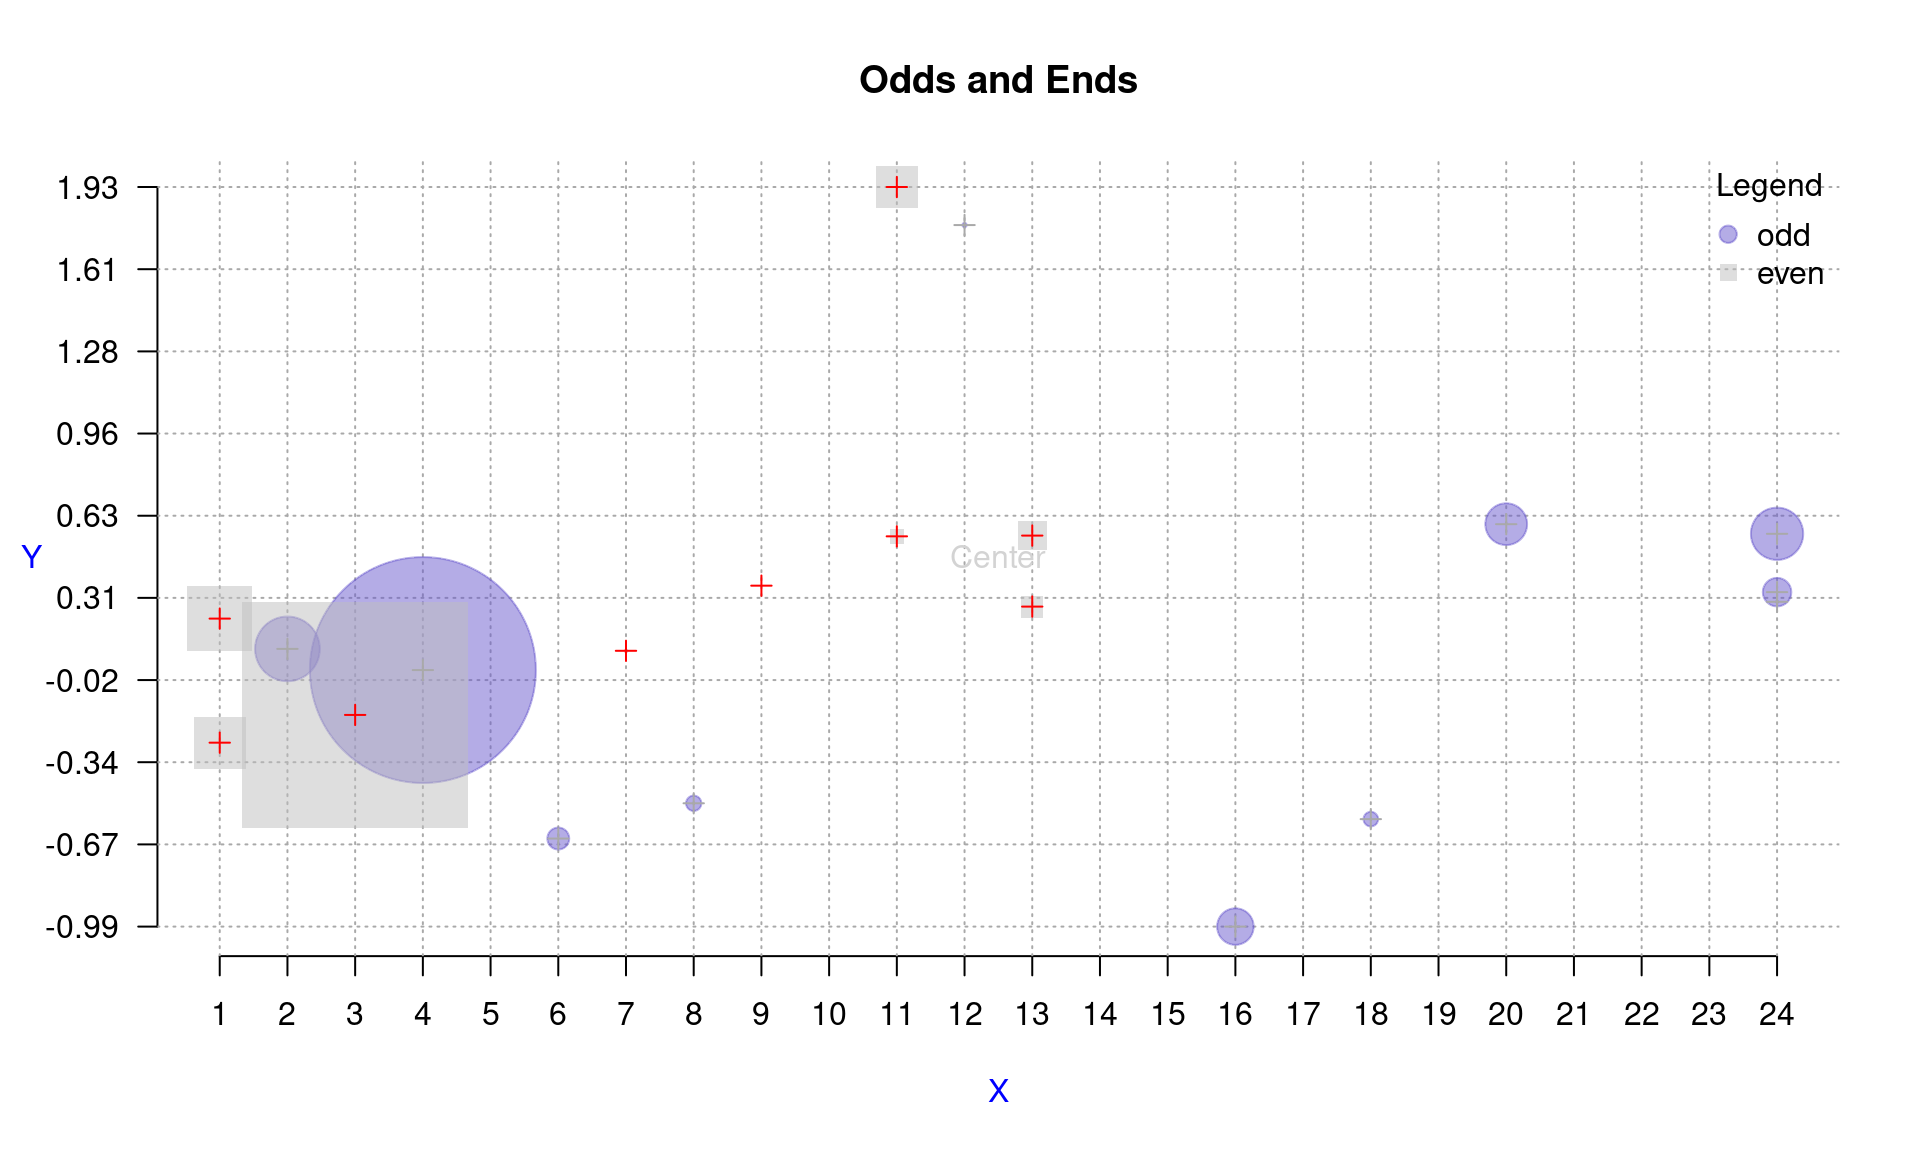 Odds and Ends
Legend
odd
even
1.93
1.61
1.28
0.96
0.63
0.31
-0.02
-0.34
-0.67
-0.99
Y
Center
1 2 3 4 5 6 7 8 9 10 11 12 13 14 15 16 17 18 19 20 21 22 23 24
X